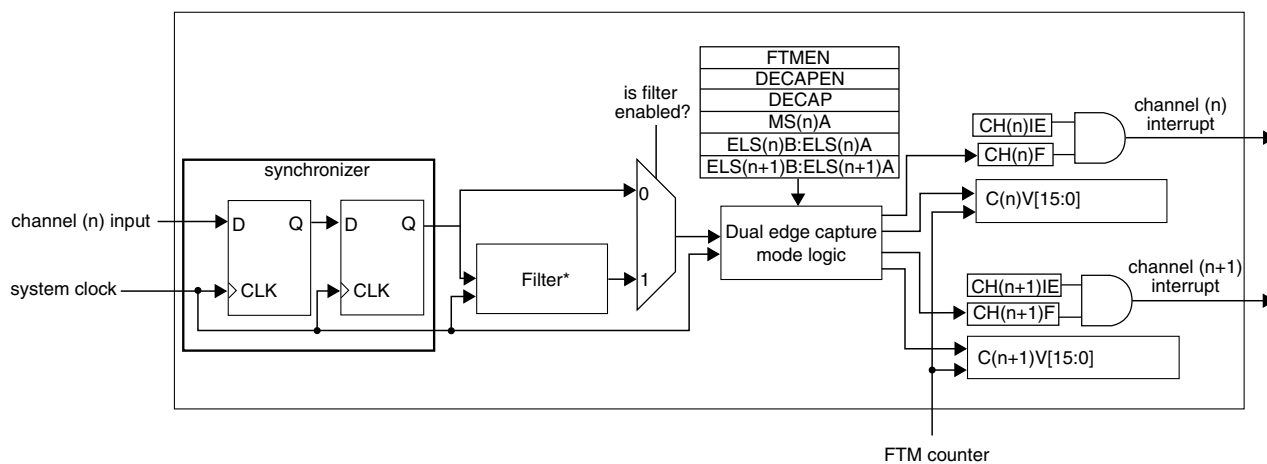 FTMEN
DECAPEN
DECAP
MS(n)A
ELS(n)B:ELS(n)A
ELS(n+1)B:ELS(n+1)A
is filter
enabled?
synchronizer
channel (n) input
system clock
D Q
CLK
D Q
CLK
Filter*
0
1
Dual edge capture
mode logic
CH(n)IE
CH(n)F
channel (n)
interrupt
C(n)V[15:0]
CH(n+1)IE
CH(n+1)F
channel (n+1)
interrupt
C(n+1)V[15:0]
FTM counter